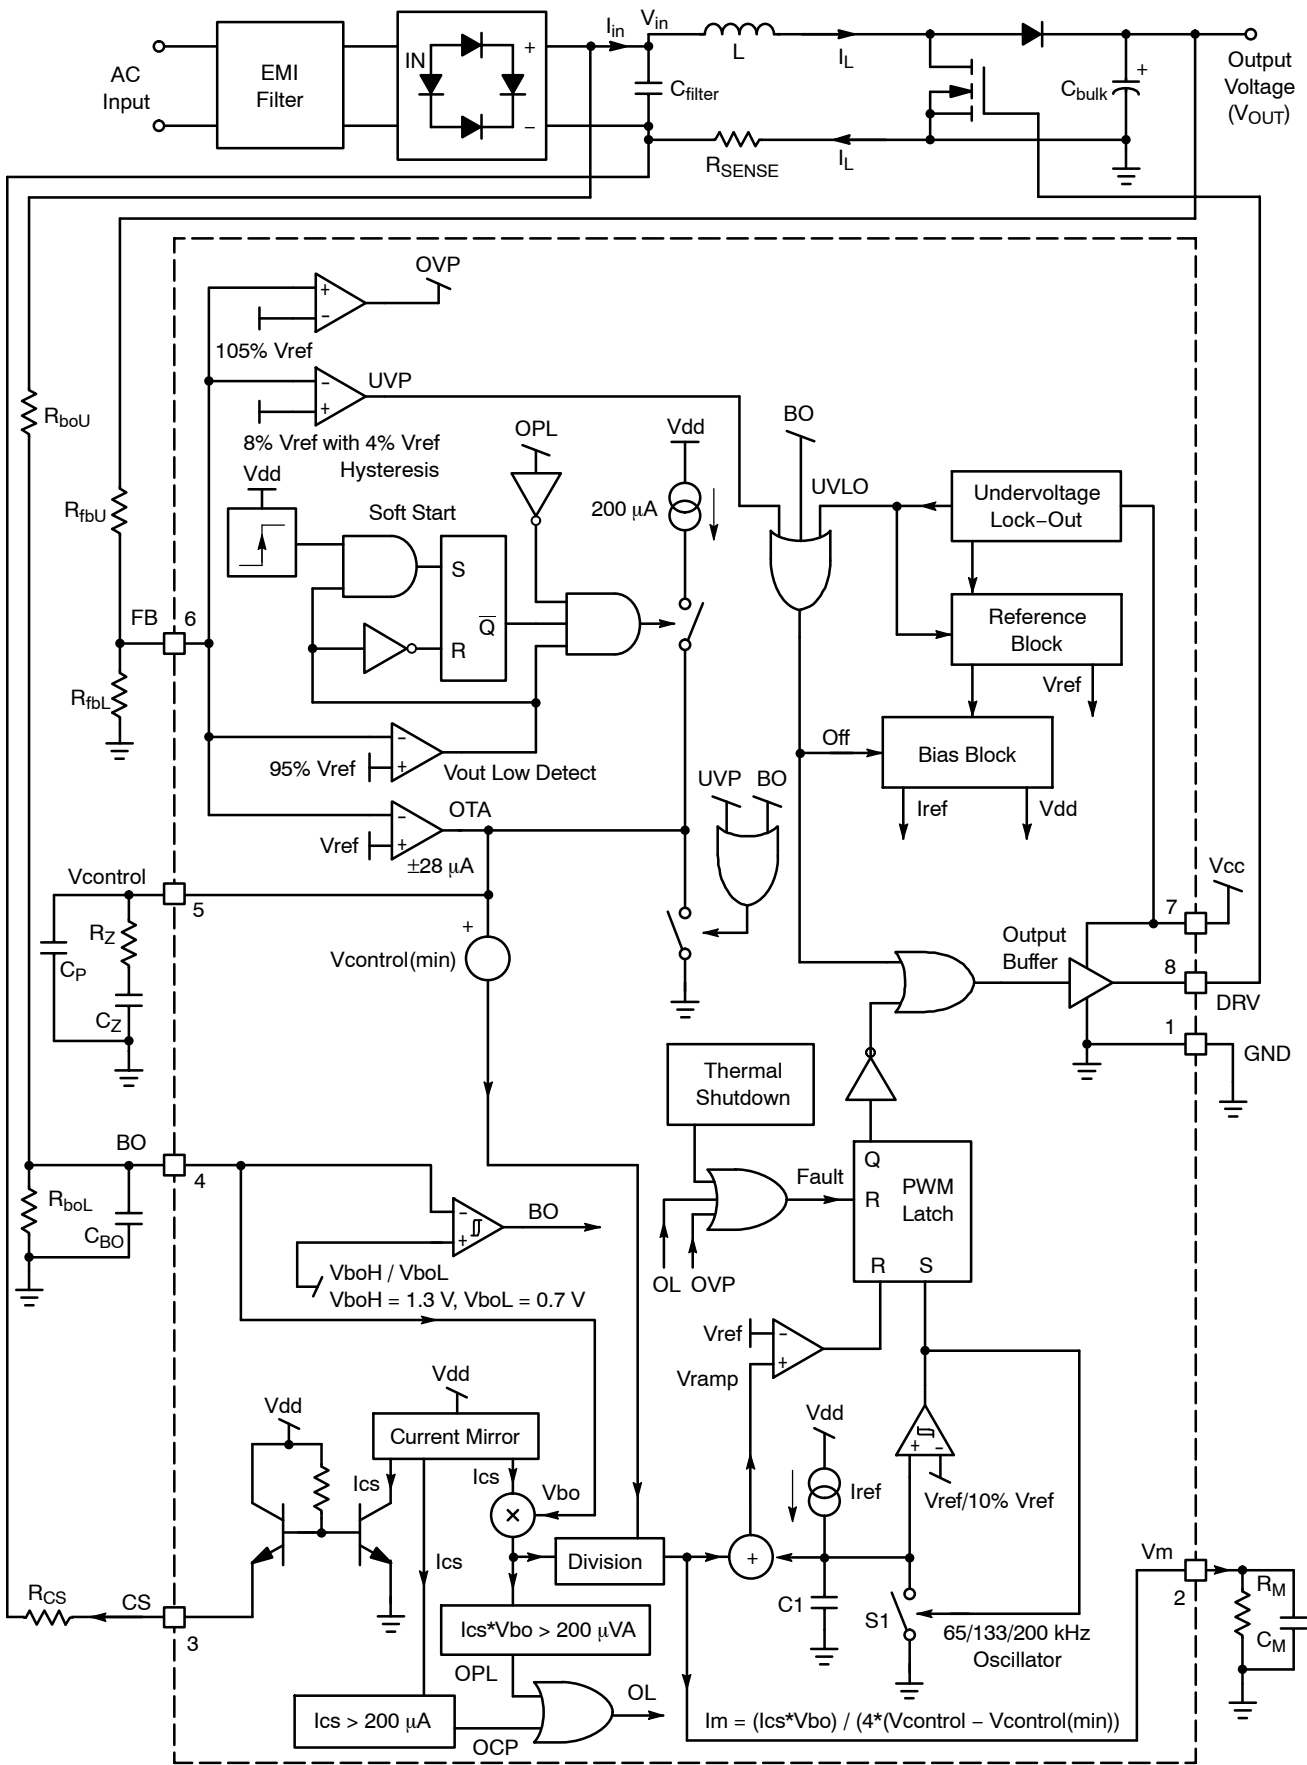 AC
Input
EMI
Filter
IN
+
−
Iin
Vin
Cfilter
L
IL
RSENSE
IL
Cbulk
+
Output
Voltage
(VOUT)
OVP
+
−
105% Vref
UVP
−
+
8% Vref with 4% Vref
Hysteresis
RboU
RfbU
Vdd
Soft Start
OPL
Vdd
200 μA
BO
UVLO
Undervoltage
Lock−Out
S
Q
R
Reference
Block
Vref
FB
6
RfbL
Off
Bias Block
Iref
Vdd
−
+
95% Vref
Vout Low Detect
OTA
−
+
Vref
±28 μA
UVP
BO
Vcontrol
5
RZ
CP
CZ
+
Vcontrol(min)
Vcc
7
Output
Buffer
8
DRV
1
GND
Thermal
Shutdown
BO
4
RboL
CBO
−
+
BO
VboH / VboL
VboH = 1.3 V, VboL = 0.7 V
Fault
OL
OVP
Q
R
PWM
Latch
R
S
Vref
−
+
Vramp
Vdd
Vdd
Current Mirror
Ics
Ics
Vbo
×
Ics
Division
+
Vdd
Iref
+
−
Vref/10% Vref
C1
S1
65/133/200 kHz
Oscillator
Vm
2
RM
CM
RCS
CS
3
Ics*Vbo > 200 μVA
OPL
OL
Ics > 200 μA
OCP
Im = (Ics*Vbo) / (4*(Vcontrol − Vcontrol(min))